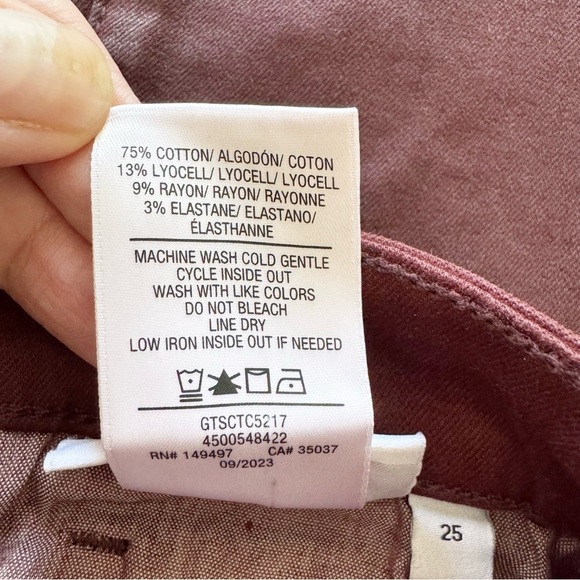 75% COTTON/ ALGODÓN/ COTON
13% LYOCELL/ LYOCELL/ LYOCELL
9% RAYON/ RAYON/ RAYONNE
3% ELASTANE/ ELASTANO/
ÉLASTHANNE
MACHINE WASH COLD GENTLE
CYCLE INSIDE OUT
WASH WITH LIKE COLORS
DO NOT BLEACH
LINE DRY
LOW IRON INSIDE OUT IF NEEDED
GTSCTC5217
4500548422
RN# 149497 CA# 35037
09/2023
25